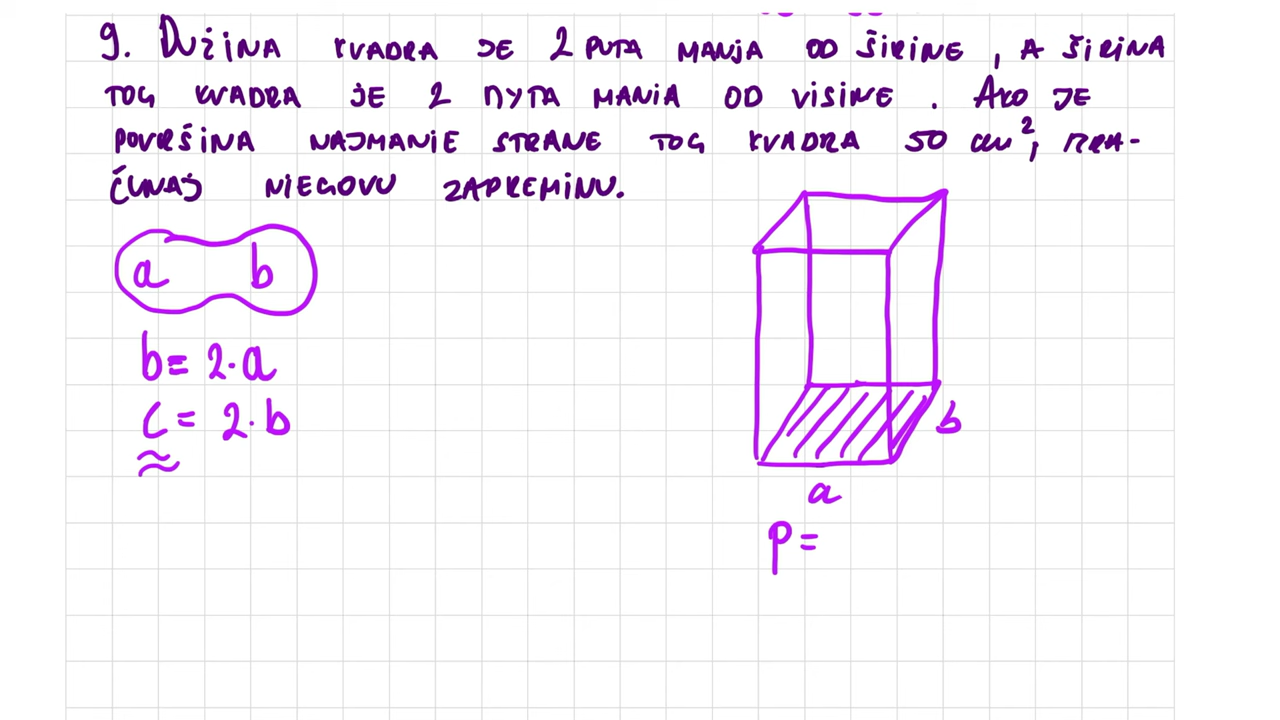 9. Dužina KVADRA JE 2 PUTA MANJA OD ŠIRINE, A ŠIRINA
TOG KVADRA JE 2 ПУТА MANJA OD VISINE. AKO JE
POVRŠINA NAJMANJE STRANE TOG KVADRA 50 cm², IZRA-
ČUNAJ NJEGOVU ZAPREMINU.
a b
b = 2·a
c = 2·b
b
a
P =